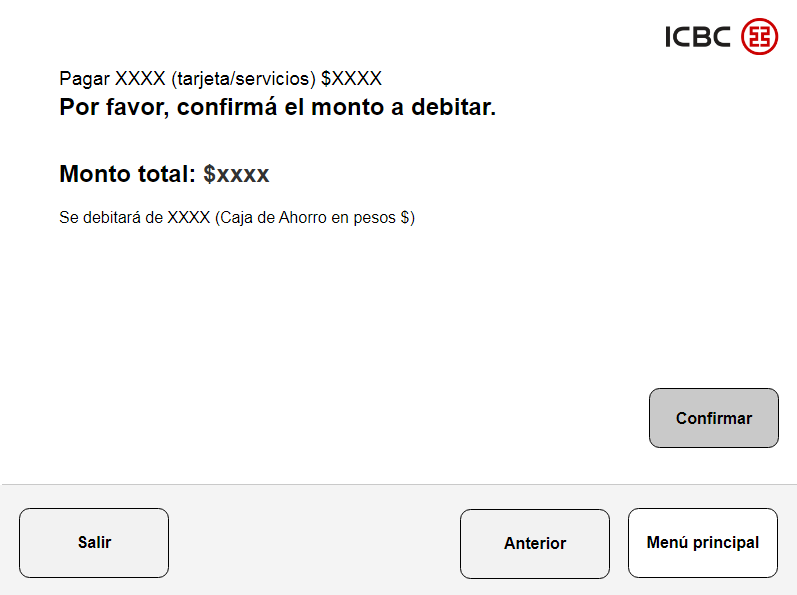 ICBC
Pagar XXXX (tarjeta/servicios) $XXXX
Por favor, confirmá el monto a debitar.
Monto total: $xxxx
Se debitará de XXXX (Caja de Ahorro en pesos $)
Confirmar
Salir
Anterior
Menú principal